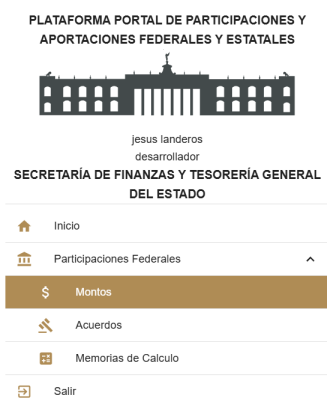 PLATAFORMA PORTAL DE PARTICIPACIONES Y
APORTACIONES FEDERALES Y ESTATALES
jesus landeros
desarrollador
SECRETARÍA DE FINANZAS Y TESORERÍA GENERAL
DEL ESTADO
Inicio
Participaciones Federales
$ Montos
Acuerdos
Memorias de Calculo
Salir